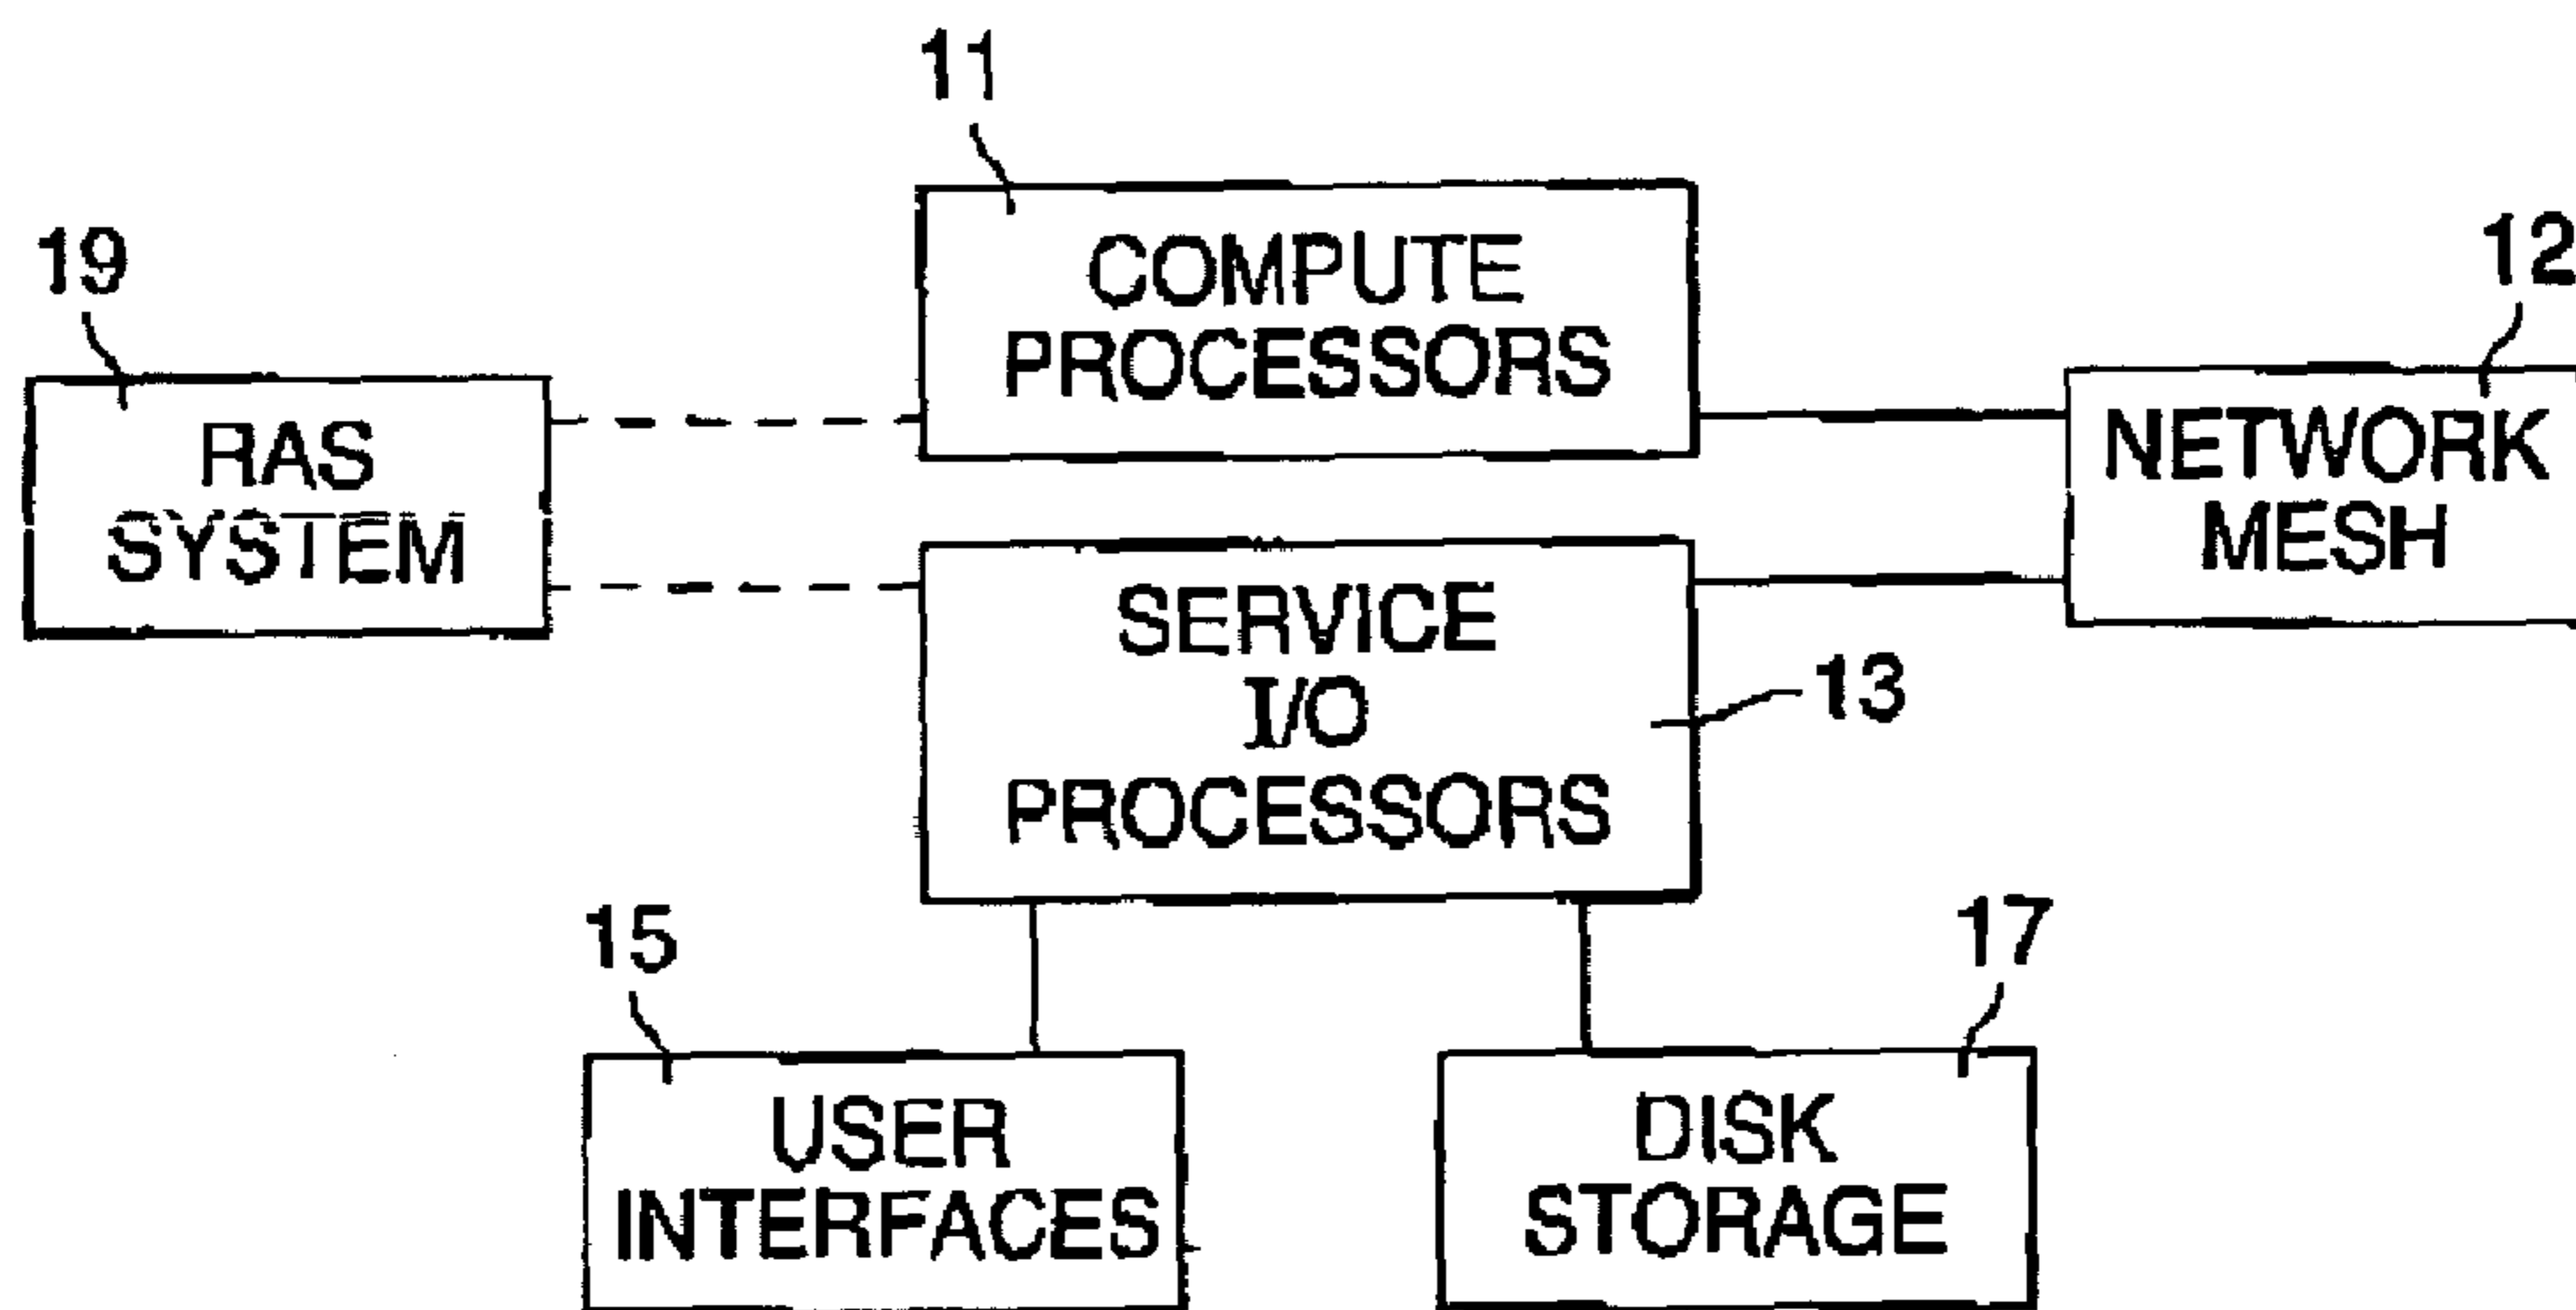 11
COMPUTE
PROCESSORS
19
RAS
SYSTEM
12
NETWORK
MESH
SERVICE
I/O
PROCESSORS
13
15
USER
INTERFACES
17
DISK
STORAGE